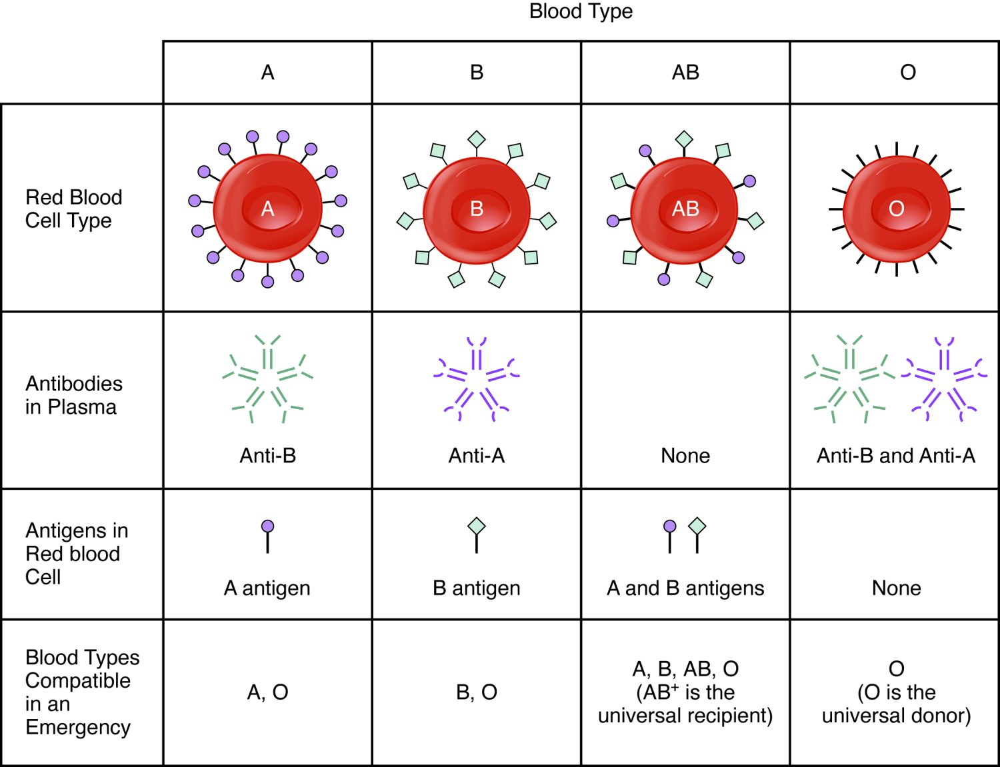 Blood Type
A
B
AB
O
Red Blood
Cell Type
A
B
AB
O
Antibodies
in Plasma
Anti-B
Anti-A
None
Anti-B and Anti-A
Antigens in
Red blood
Cell
A antigen
B antigen
A and B antigens
None
Blood Types
Compatible
in an
Emergency
A, O
B, O
A, B, AB, O
(AB⁺ is the
universal recipient)
O
(O is the
universal donor)